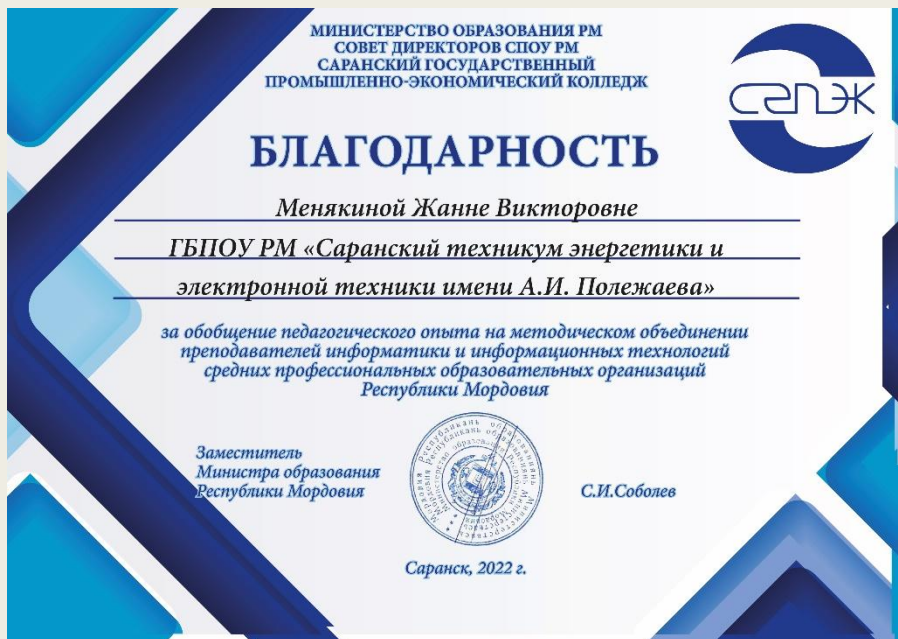 МИНИСТЕРСТВО ОБРАЗОВАНИЯ РМ
СОВЕТ ДИРЕКТОРОВ СПОУ РМ
САРАНСКИЙ ГОСУДАРСТВЕННЫЙ
ПРОМЫШЛЕННО-ЭКОНОМИЧЕСКИЙ КОЛЛЕДЖ
СГПЭК
БЛАГОДАРНОСТЬ
Менякиной Жанне Викторовне
ГБПОУ РМ «Саранский техникум энергетики и
электронной техники имени А.И. Полежаева»
за обобщение педагогического опыта на методическом объединении
преподавателей информатики и информационных технологий
средних профессиональных образовательных организаций
Республики Мордовия
Заместитель
Министра образования
Республики Мордовия
С.И.Соболев
Саранск, 2022 г.